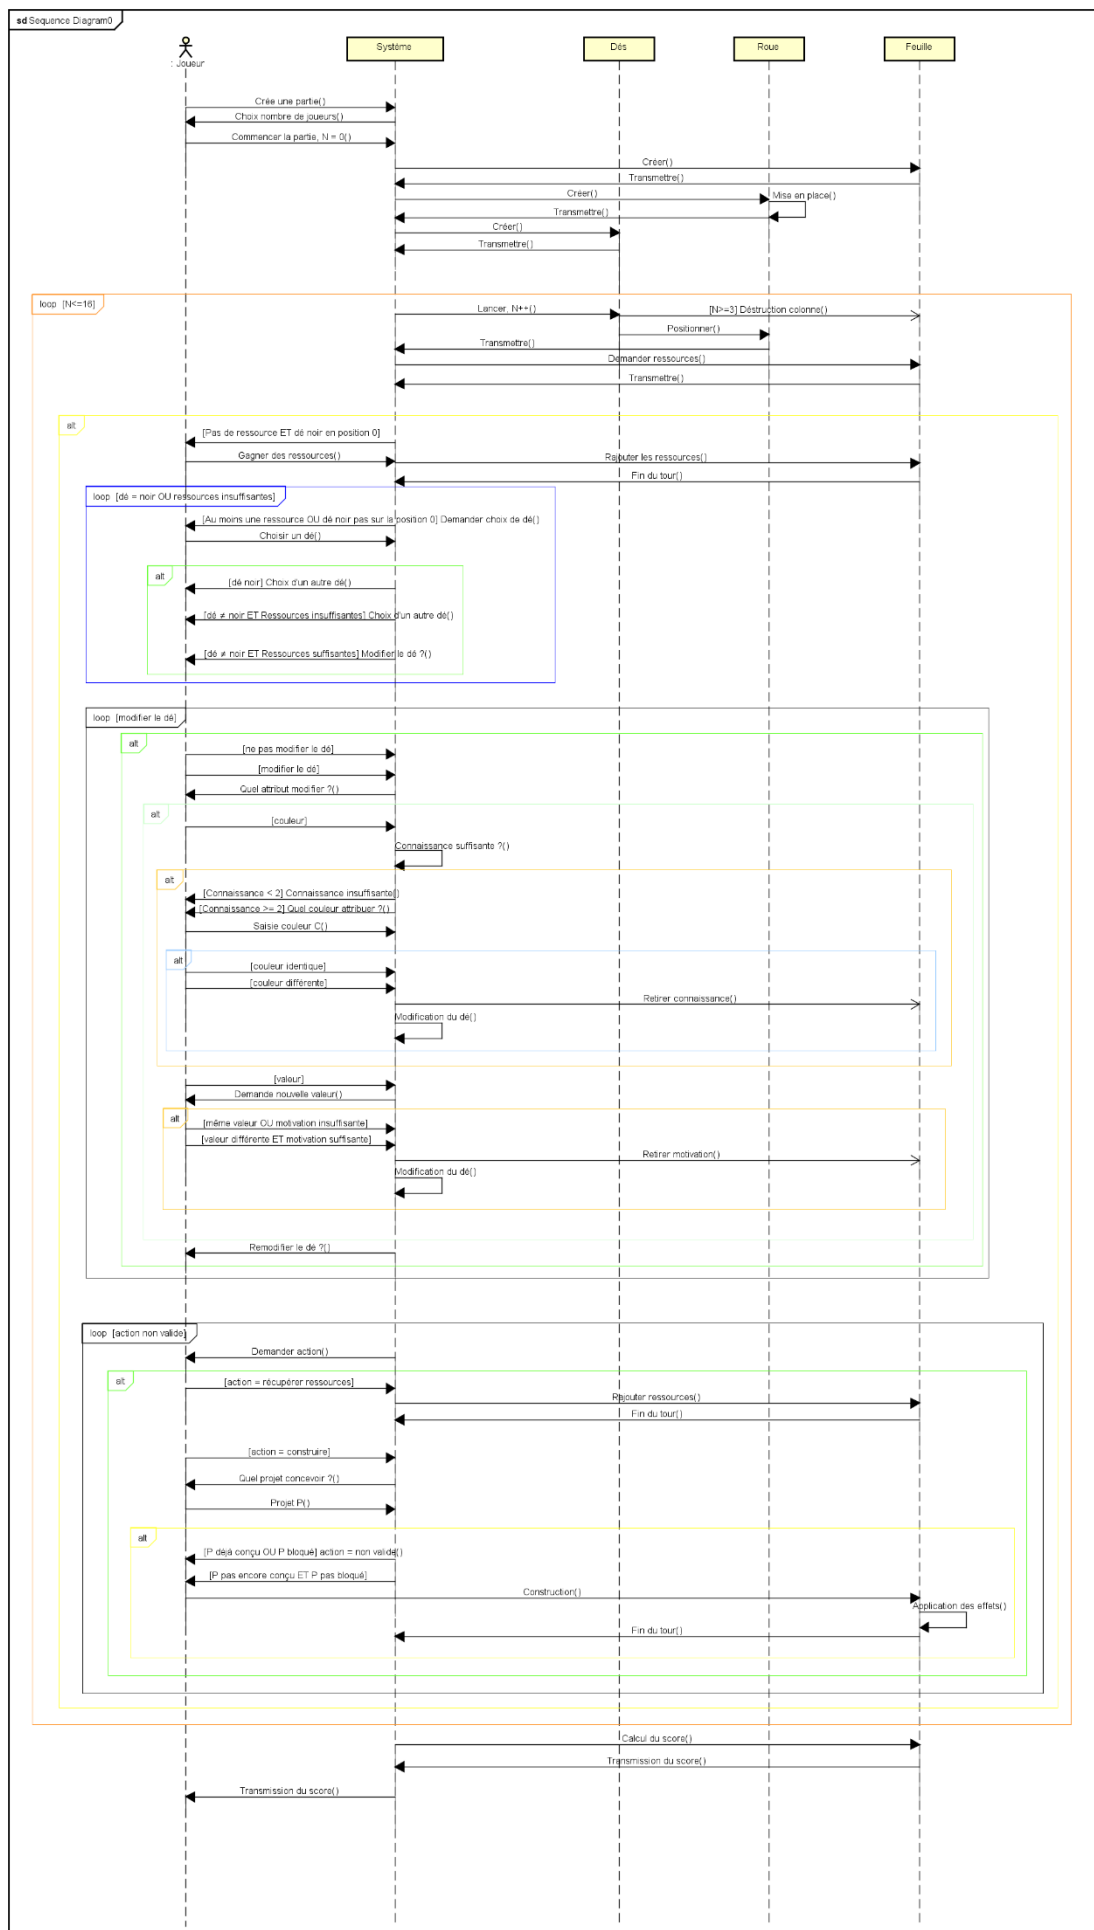 sd Sequence Diagram0
: Joueur
Système
Dés
Roue
Feuille
Crée une partie()
Choix nombre de joueurs()
Commencer la partie, N = 0()
Créer()
Transmettre()
Créer()
Mise en place()
Transmettre()
Créer()
Transmettre()
loop [N<=16]
Lancer, N++()
[N>=3] Déstruction colonne()
Positionner()
Transmettre()
Demander ressources()
Transmettre()
alt
[Pas de ressource ET dé noir en position 0]
Gagner des ressources()
Rajouter les ressources()
Fin du tour()
loop [dé = noir OU ressources insuffisantes]
[Au moins une ressource OU dé noir pas sur la position 0] Demander choix de dé()
Choisir un dé()
alt
[dé noir] Choix d'un autre dé()
[dé ≠ noir ET Ressources insuffisantes] Choix d'un autre dé()
[dé ≠ noir ET Ressources suffisantes] Modifier le dé ?()
loop [modifier le dé]
alt
[ne pas modifier le dé]
[modifier le dé]
Quel attribut modifier ?()
alt
[couleur]
Connaissance suffisante ?()
alt
[Connaissance < 2] Connaissance insuffisante()
[Connaissance >= 2] Quel couleur attribuer ?()
Saisie couleur C()
alt
[couleur identique]
[couleur différente]
Retirer connaissance()
Modification du dé()
[valeur]
Demande nouvelle valeur()
alt
[même valeur OU motivation insuffisante]
[valeur différente ET motivation suffisante]
Retirer motivation()
Modification du dé()
Remodifier le dé ?()
loop [action non valide]
Demander action()
alt
[action = récupérer ressources]
Rajouter ressources()
Fin du tour()
[action = construire]
Quel projet concevoir ?()
Projet P()
alt
[P déjà conçu OU P bloqué] action = non valide()
[P pas encore conçu ET P pas bloqué]
Construction()
Application des effets()
Fin du tour()
Calcul du score()
Transmission du score()
Transmission du score()